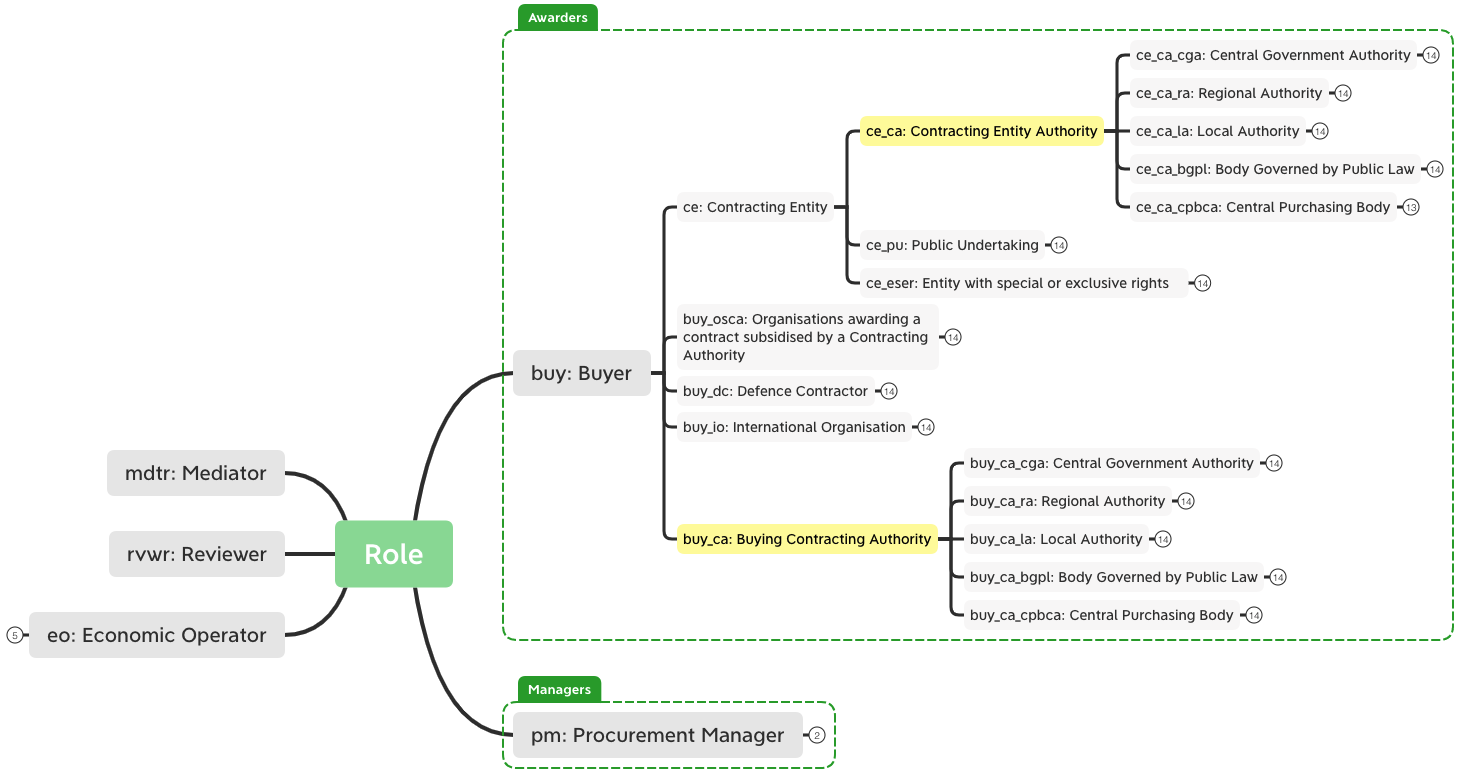 Awarders
ce_ca_cga: Central Government Authority
14
ce_ca_ra: Regional Authority
14
ce_ca: Contracting Entity Authority
ce_ca_la: Local Authority
14
ce_ca_bgpl: Body Governed by Public Law
14
ce: Contracting Entity
ce_ca_cpbca: Central Purchasing Body
13
ce_pu: Public Undertaking
14
ce_eser: Entity with special or exclusive rights
14
buy_osca: Organisations awarding a
contract subsidised by a Contracting
Authority
14
buy: Buyer
buy_dc: Defence Contractor
14
buy_io: International Organisation
14
buy_ca_cga: Central Government Authority
14
buy_ca_ra: Regional Authority
14
buy_ca: Buying Contracting Authority
buy_ca_la: Local Authority
14
buy_ca_bgpl: Body Governed by Public Law
14
buy_ca_cpbca: Central Purchasing Body
14
mdtr: Mediator
rvwr: Reviewer
Role
5
eo: Economic Operator
Managers
pm: Procurement Manager
2